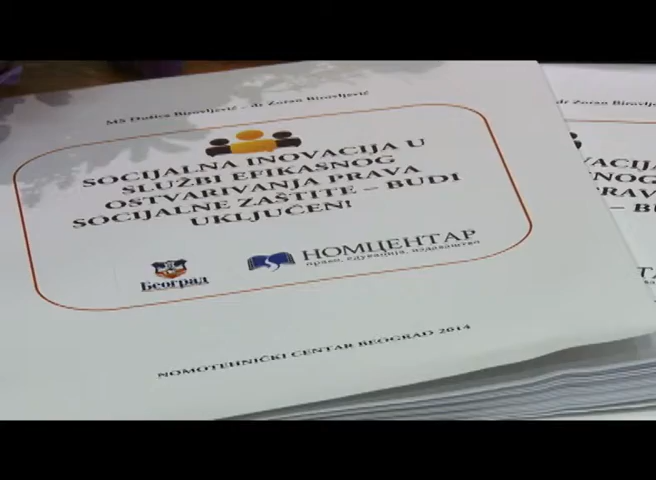 MS Dušica Birovljević – dr Zoran Birovljević
SOCIJALNA INOVACIJA U
SLUŽBI EFIKASNOG
OSTVARIVANJA PRAVA
SOCIJALNE ZAŠTITE – BUDI
UKLJUČEN!
Београд
НОМЦЕНТАР
право, едукација, издаваштво
NOMOTEHNIČKI CENTAR BEOGRAD 2014
dr Zoran Birovlj